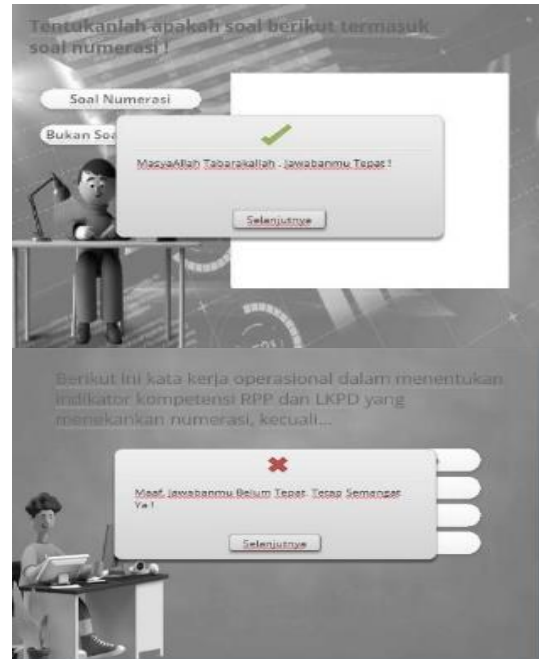 Tentukanlah apakah soal berikut termasuk
soal numerasi !
Soal Numerasi
Bukan Soa
MasyaAllah Tabarakallah . Jawabanmu Tepat !
Selanjutnya
Berikut ini kata kerja operasional dalam menentukan
indikator kompetensi RPP dan LKPD yang
menekankan numerasi, kecuali...
Maaf, Jawabanmu Belum Tepat. Tetap Semangat
Ya !
Selanjutnya